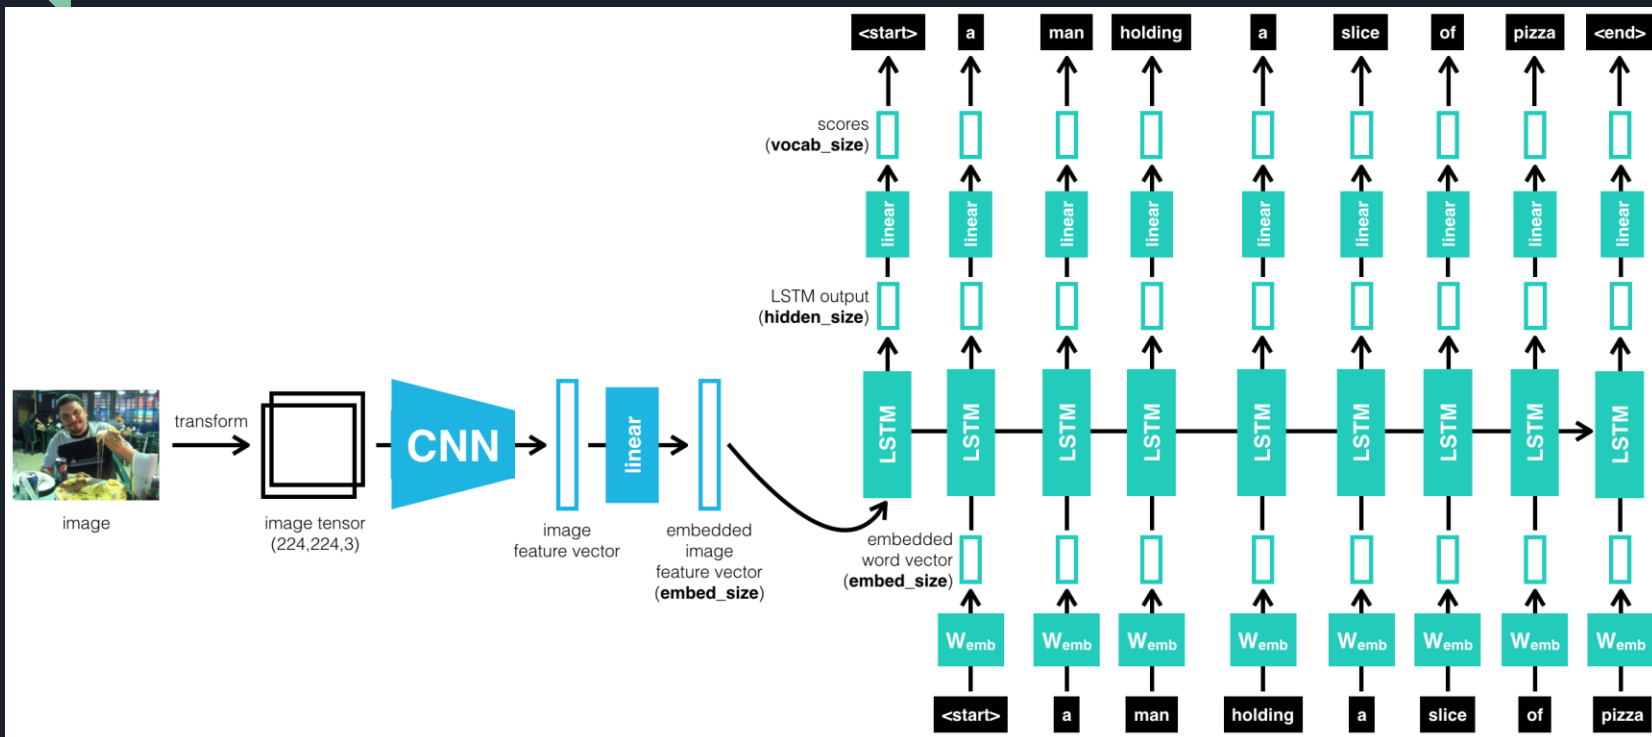 <start> a man holding a slice of pizza <end>
scores
(vocab_size)
linear linear linear linear linear linear linear linear linear
LSTM output
(hidden_size)
LSTM LSTM LSTM LSTM LSTM LSTM LSTM LSTM LSTM
transform
CNN
linear
image
image tensor
(224,224,3)
image
feature vector
embedded
image
feature vector
(embed_size)
embedded
word vector
(embed_size)
Wemb Wemb Wemb Wemb Wemb Wemb Wemb Wemb
<start> a man holding a slice of pizza